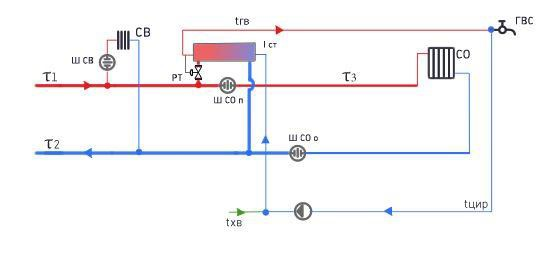 tгв
ГВС
СВ
I ст
Ш СВ
СО
РТ
τ1
τ3
Ш СО п
Ш СО о
τ2
tцир
tхв